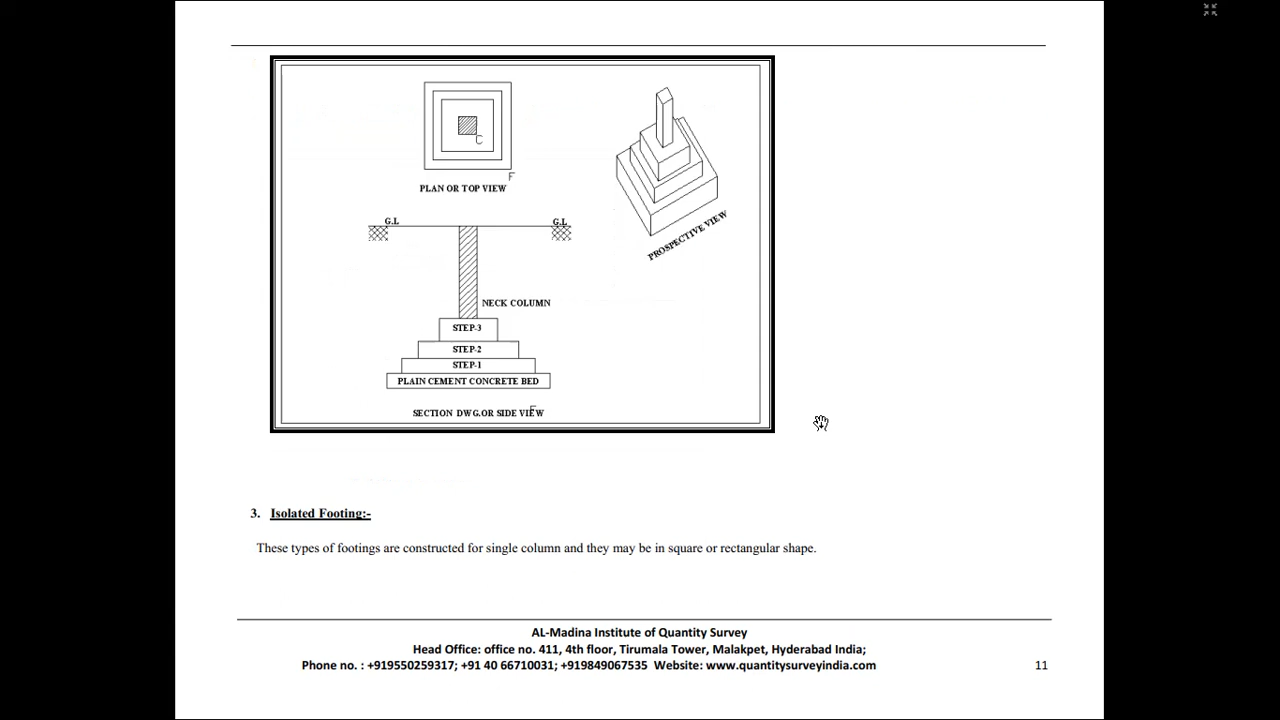 C
F
PLAN OR TOP VIEW
PROSPECTIVE VIEW
G.L
G.L
NECK COLUMN
STEP-3
STEP-2
STEP-1
PLAIN CEMENT CONCRETE BED
F
SECTION DWG.OR SIDE VIEW
3. Isolated Footing:-
These types of footings are constructed for single column and they may be in square or rectangular shape.
AL-Madina Institute of Quantity Survey
Head Office: office no. 411, 4th floor, Tirumala Tower, Malakpet, Hyderabad India;
Phone no. : +919550259317; +91 40 66710031; +919849067535 Website: www.quantitysurveyindia.com
11